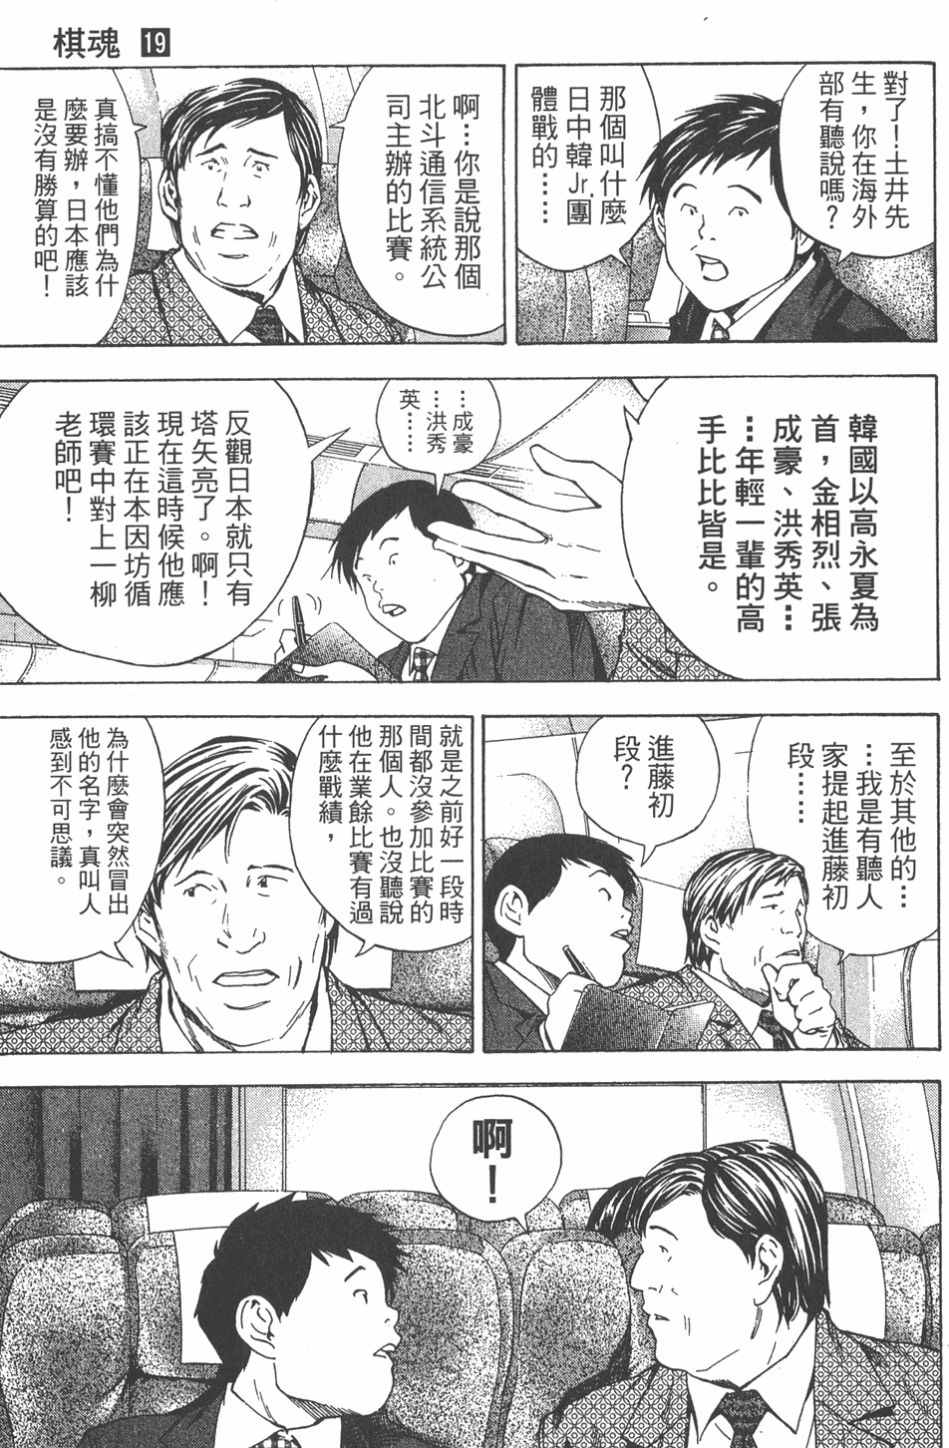 棋魂 19
對了!土井先
生,你在海外
部有聽說嗎?
那個叫什麼
日中韓Jr.團
體戰的……
啊…你是說那個
北斗通信系統公
司主辦的比賽。
真搞不懂他們為什
麼要辦,日本應該
是沒有勝算的吧!
韓國以高永夏為
首,金相烈、張
成豪、洪秀英…
…年輕一輩的高
手比比皆是。
…成豪
…洪秀
英……
反觀日本就只有
塔矢亮了。啊!
現在這時候他應
該正在本因坊循
環賽中對上一柳
老師吧!
至於其他的…
…我是有聽人
家提起進藤初
段……
進藤初
段?
就是之前好一段時
間都沒參加比賽的
那個人。也沒聽說
他在業餘比賽有過
什麼戰績,
為什麼會突然冒出
他的名字,真叫人
感到不可思議。
啊!